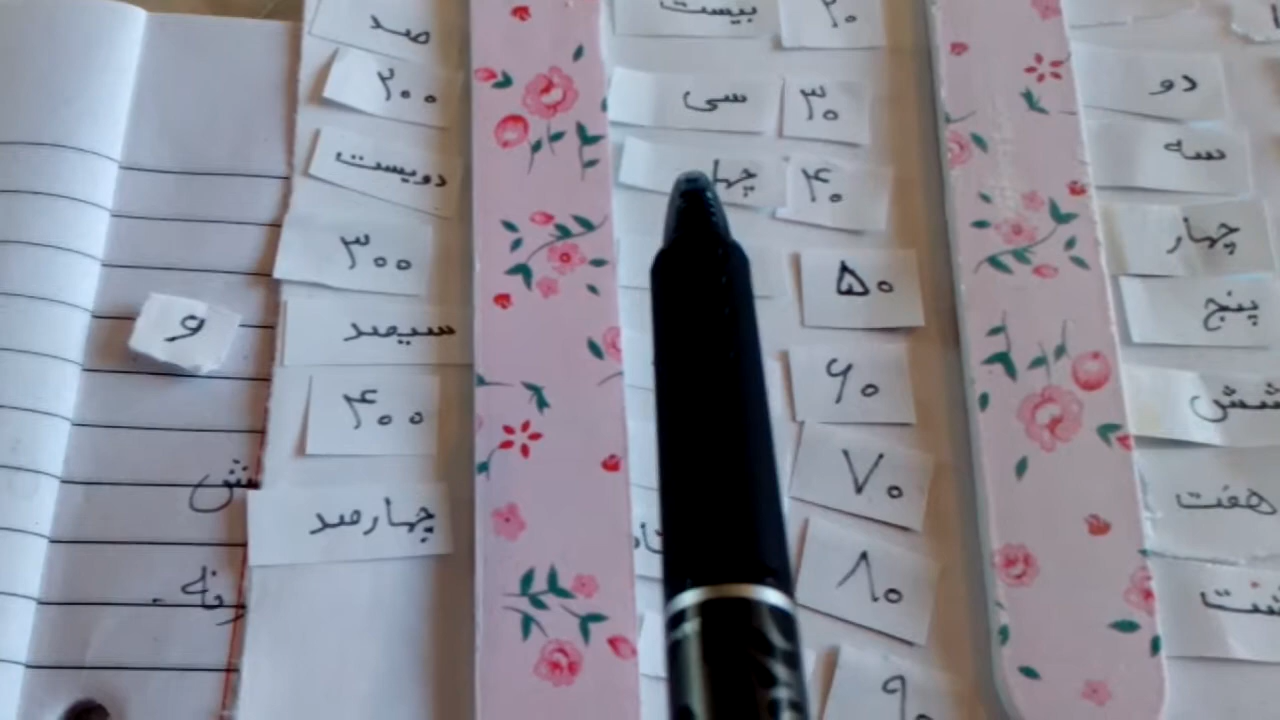 دو
سه
چهار
پنج
شش
هفت
بیست ۲۰
سی ۳۰
۴۰
۵۰
۶۰
۷۰
۸۰
۹۰
صد
۲۰۰
دویست
۳۰۰
سیصد
۴۰۰
چهارصد
و